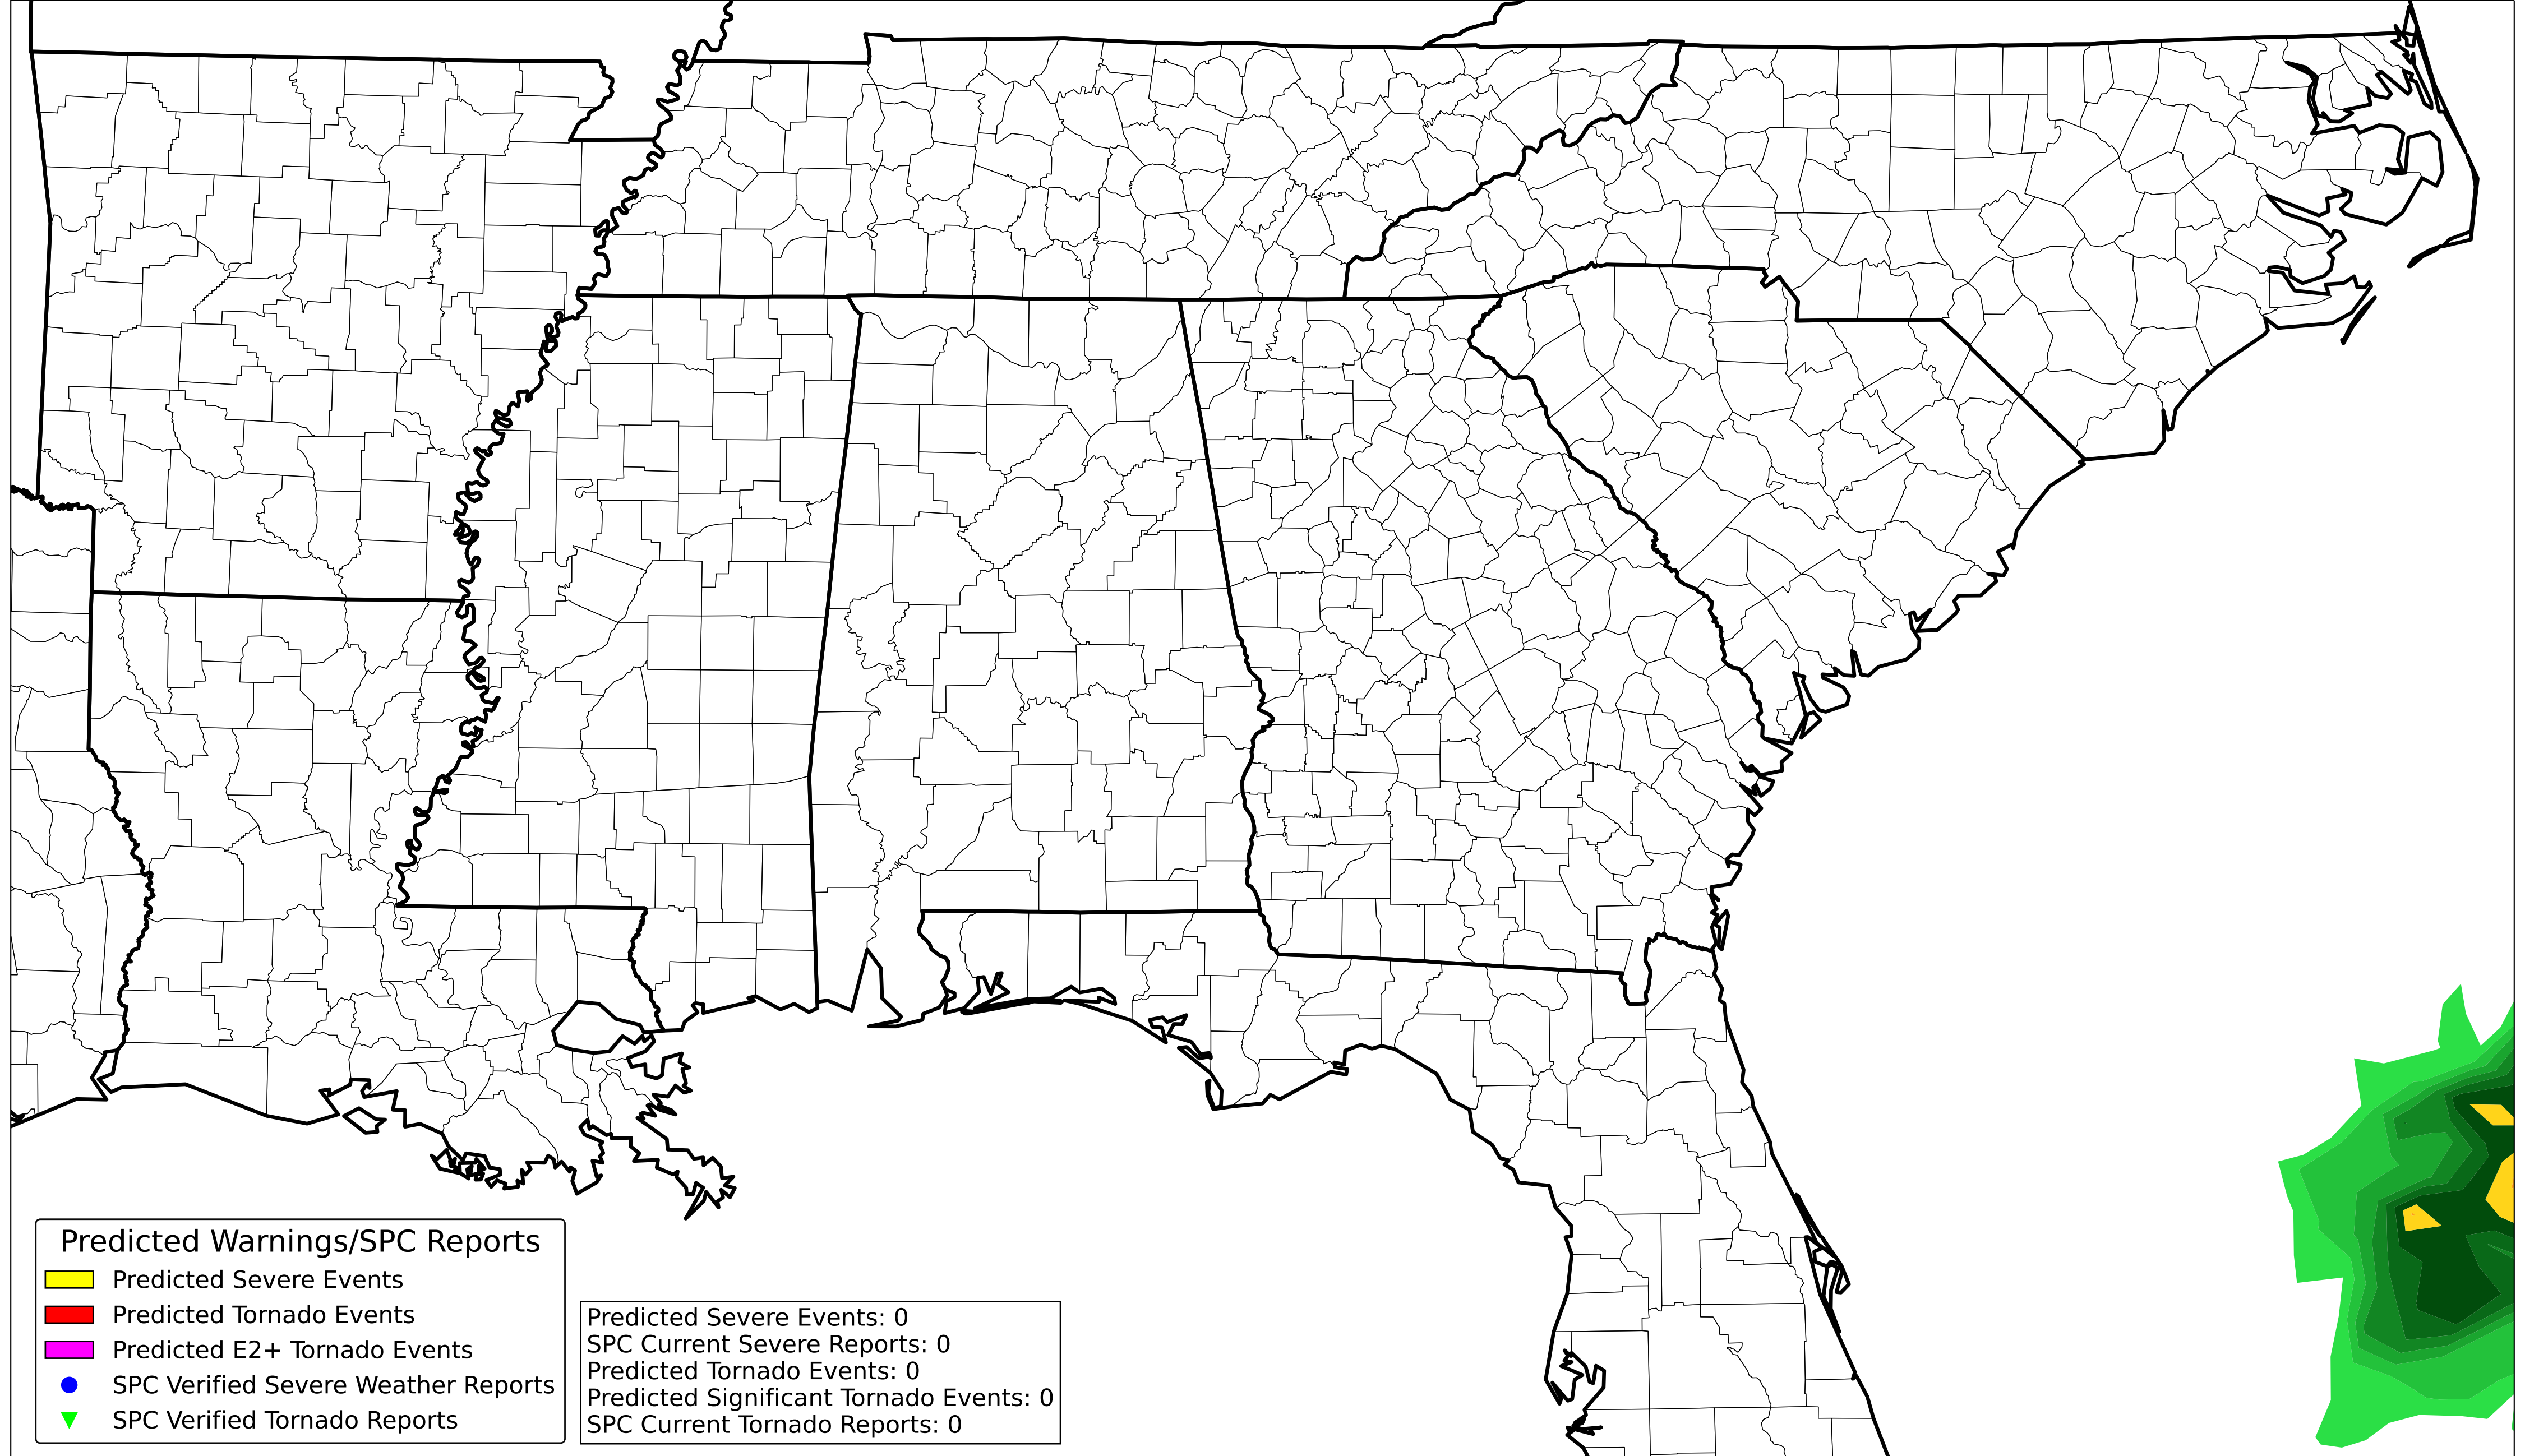 Predicted Warnings/SPC Reports
Predicted Severe Events
Predicted Tornado Events
Predicted E2+ Tornado Events
SPC Verified Severe Weather Reports
SPC Verified Tornado Reports
Predicted Severe Events: 0
SPC Current Severe Reports: 0
Predicted Tornado Events: 0
Predicted Significant Tornado Events: 0
SPC Current Tornado Reports: 0